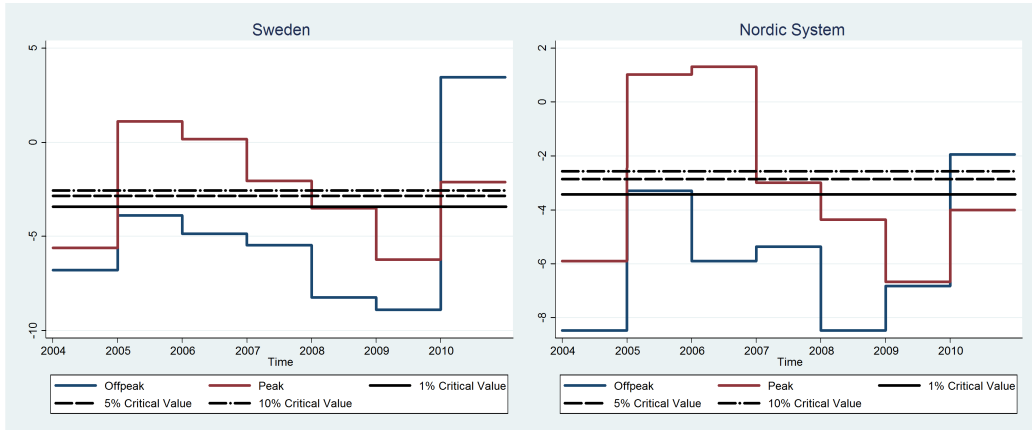 Sweden
5
0
-5
-10
2004 2005 2006 2007 2008 2009 2010
Time
Offpeak Peak 1% Critical Value
5% Critical Value 10% Critical Value
Nordic System
2
0
-2
-4
-6
-8
2004 2005 2006 2007 2008 2009 2010
Time
Offpeak Peak 1% Critical Value
5% Critical Value 10% Critical Value